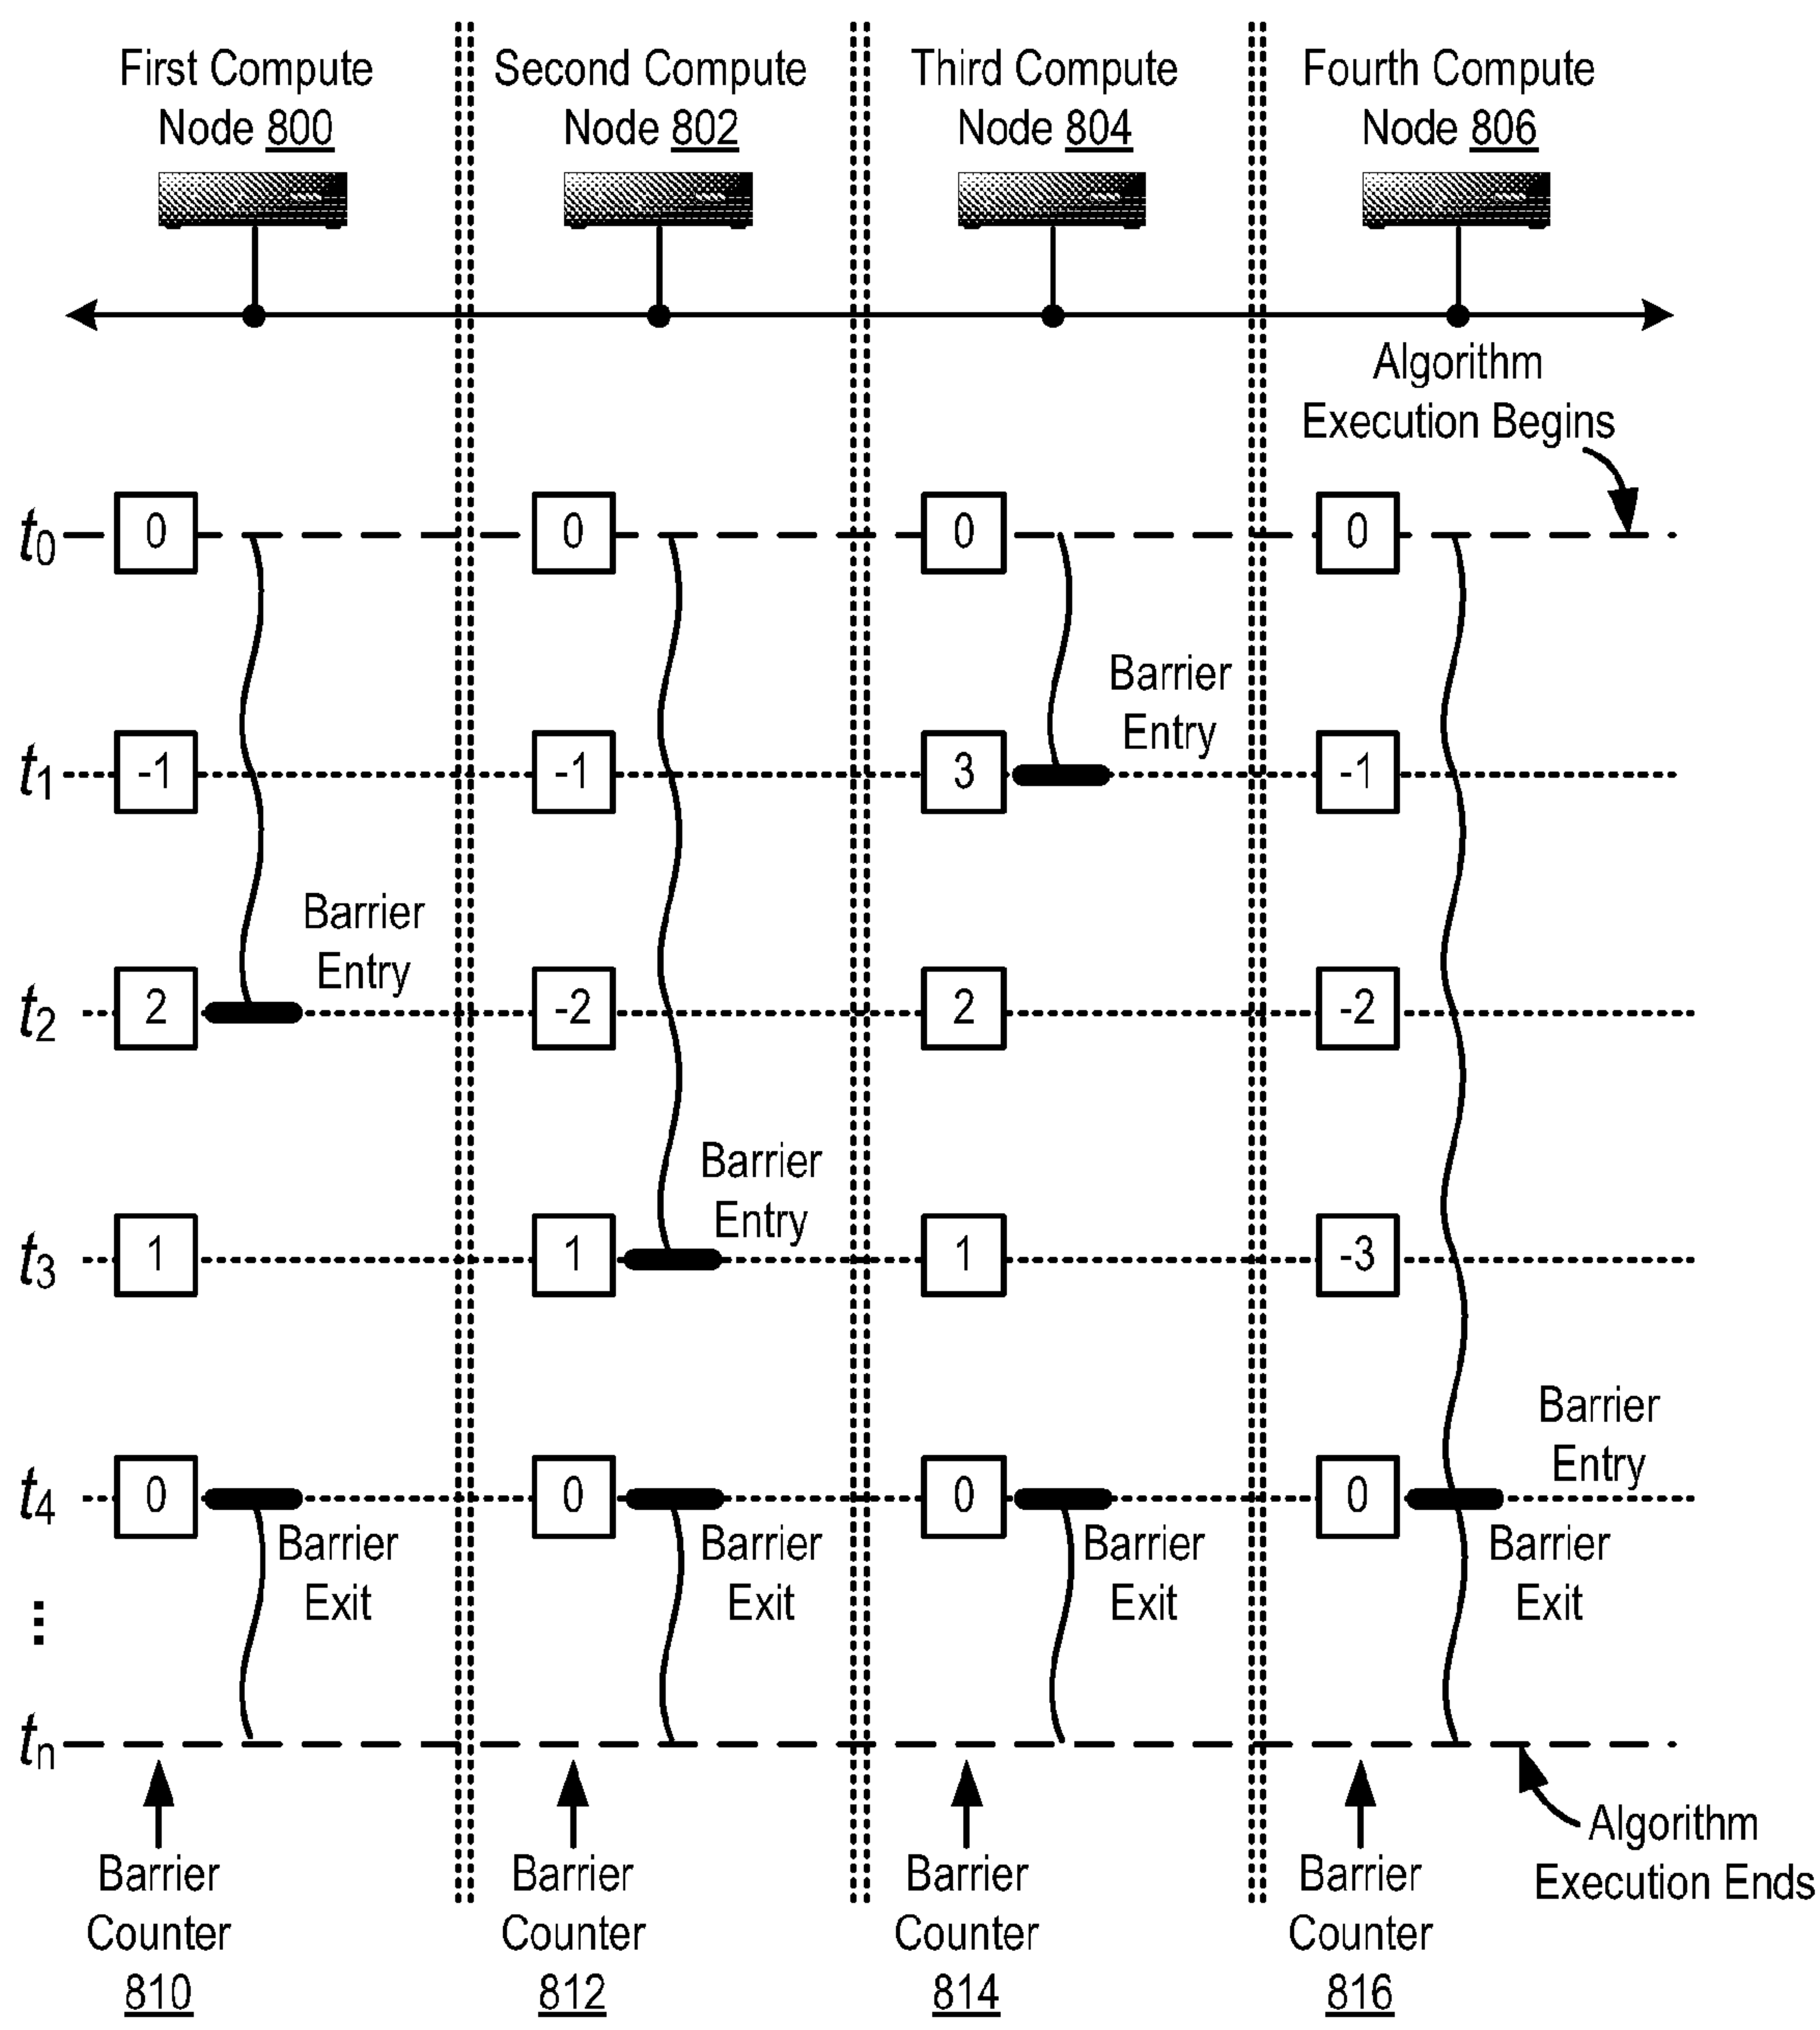 First Compute
Node 800
Second Compute
Node 802
Third Compute
Node 804
Fourth Compute
Node 806
Algorithm
Execution Begins
t0 0 0 0 0
Barrier
Entry
t1 -1 -1 3 -1
Barrier
Entry
t2 2 -2 2 -2
Barrier
Entry
t3 1 1 1 -3
Barrier
Entry
t4 0 0 0 0
Barrier
Exit
Barrier
Exit
Barrier
Exit
Barrier
Exit
⋮
tn
Algorithm
Execution Ends
Barrier
Counter
810
Barrier
Counter
812
Barrier
Counter
814
Barrier
Counter
816